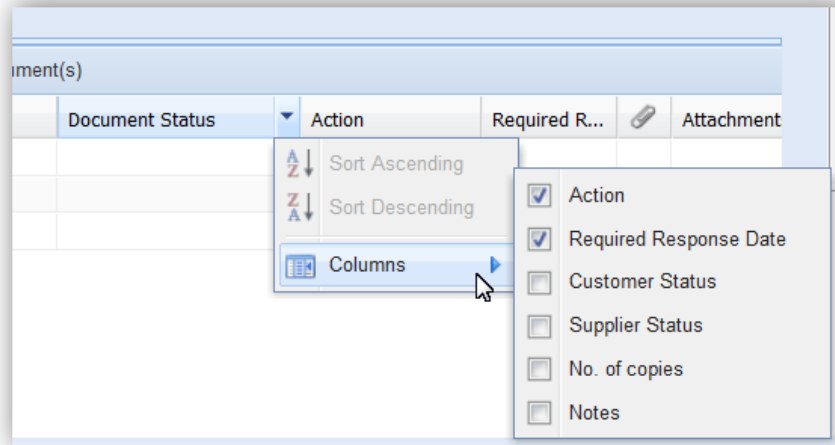 ument(s)
Document Status Action Required R... Attachment
Sort Ascending
Sort Descending
Columns
Action
Required Response Date
Customer Status
Supplier Status
No. of copies
Notes